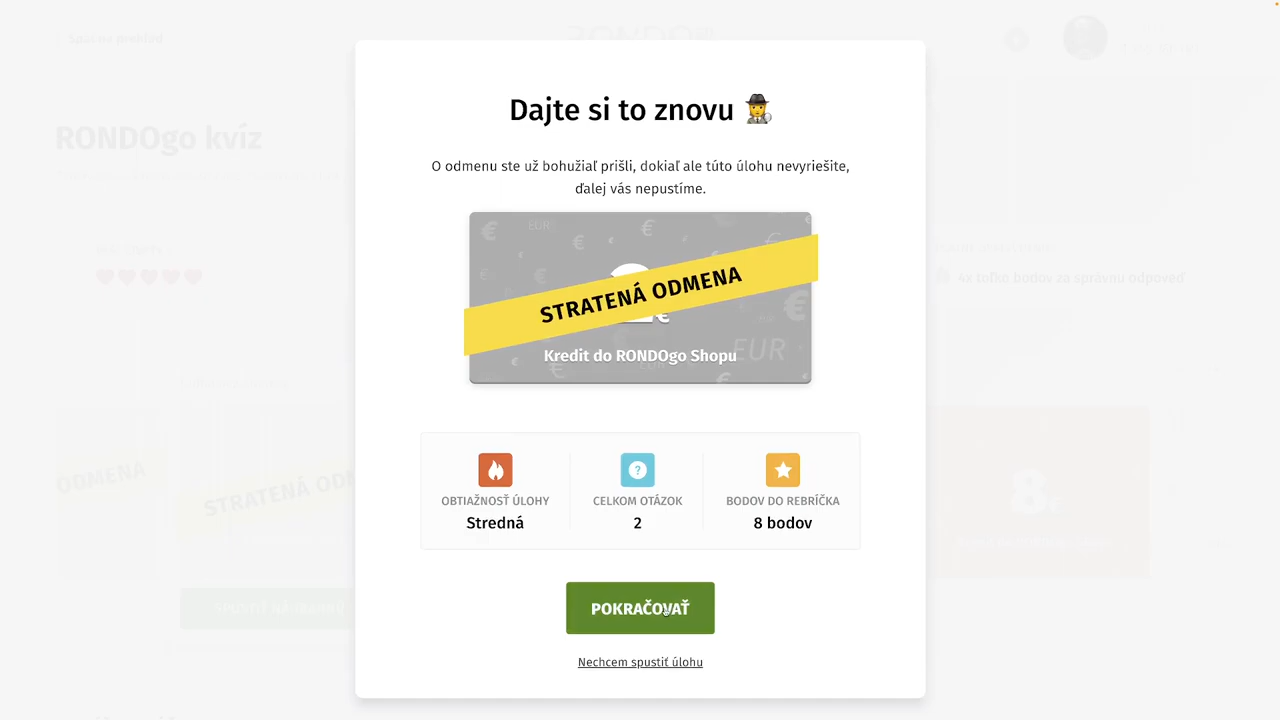 RONDOgo kvíz
Dajte si to znovu
O odmenu ste už bohužiaľ prišli, dokiaľ ale túto úlohu nevyriešite,
ďalej vás nepustíme.
EUR
STRATENÁ ODMENA
€
Kredit do RONDOgo Shopu
EUR
4x toľko bodov za správnu odpoveď
ODMENA
STRATENÁ OD
8
OBTIAŽNOSŤ ÚLOHY
Stredná
CELKOM OTÁZOK
2
BODOV DO REBRÍČKA
8 bodov
POKRAČOVAŤ
Nechcem spustiť úlohu